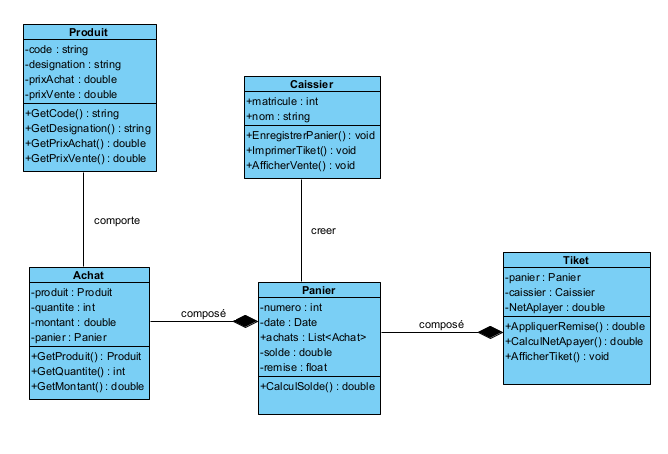 Produit
-code : string
-designation : string
-prixAchat : double
-prixVente : double
+GetCode() : string
+GetDesignation() : string
+GetPrixAchat() : double
+GetPrixVente() : double
Caissier
+matricule : int
+nom : string
+EnregistrerPanier() : void
+ImprimerTiket() : void
+AfficherVente() : void
comporte
creer
Achat
-produit : Produit
-quantite : int
-montant : double
-panier : Panier
+GetProduit() : Produit
+GetQuantite() : int
+GetMontant() : double
composé
Panier
-numero : int
-date : Date
+achats : List<Achat>
-solde : double
-remise : float
+CalculSolde() : double
composé
Tiket
-panier : Panier
-caissier : Caissier
-NetAplayer : double
+AppliquerRemise() : double
+CalculNetApayer() : double
+AfficherTiket() : void